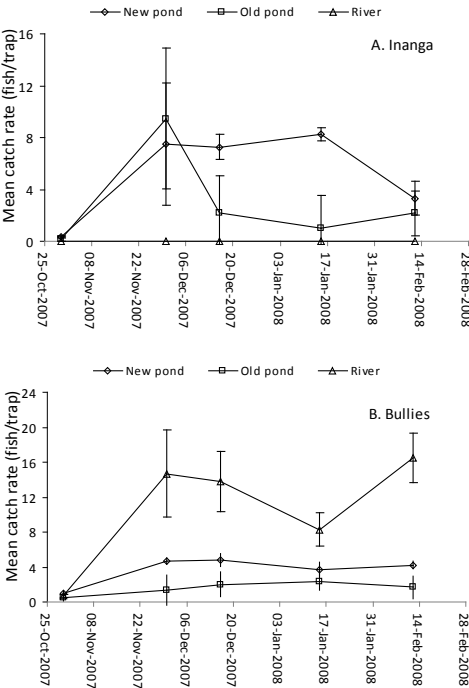 New pond Old pond River
A. Inanga
Mean catch rate (fish/trap)
16
12
8
4
0
25-Oct-2007
08-Nov-2007
22-Nov-2007
06-Dec-2007
20-Dec-2007
03-Jan-2008
17-Jan-2008
31-Jan-2008
14-Feb-2008
28-Feb-2008
New pond Old pond River
B. Bullies
Mean catch rate (fish/trap)
24
20
16
12
8
4
0
25-Oct-2007
08-Nov-2007
22-Nov-2007
06-Dec-2007
20-Dec-2007
03-Jan-2008
17-Jan-2008
31-Jan-2008
14-Feb-2008
28-Feb-2008